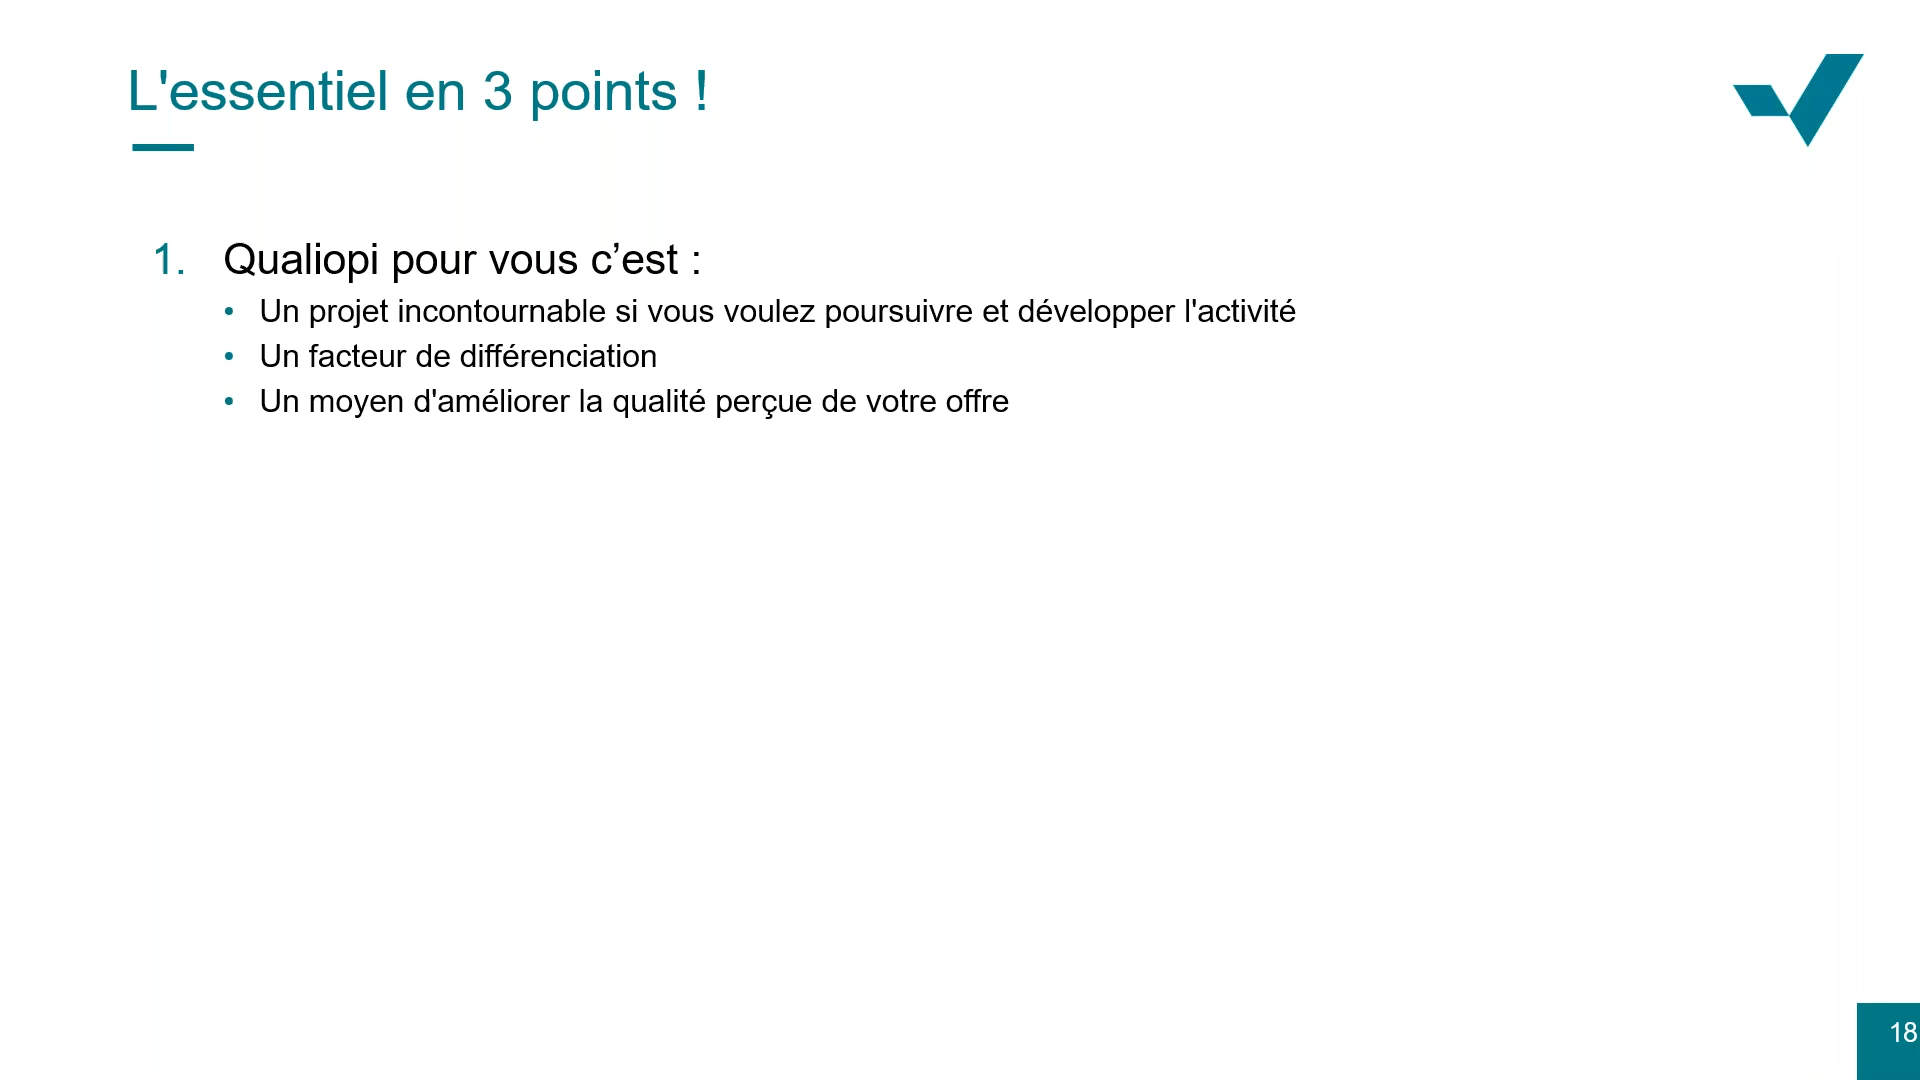 L'essentiel en 3 points !
1. Qualiopi pour vous c’est :
• Un projet incontournable si vous voulez poursuivre et développer l'activité
• Un facteur de différenciation
• Un moyen d'améliorer la qualité perçue de votre offre
18